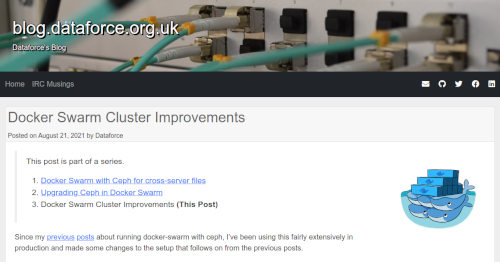 blog.dataforce.org.uk
Dataforce's Blog
Home IRC Musings
Docker Swarm Cluster Improvements
Posted on August 21, 2021 by Dataforce
This post is part of a series.
1. Docker Swarm with Ceph for cross-server files
2. Upgrading Ceph in Docker Swarm
3. Docker Swarm Cluster Improvements (This Post)
Since my previous posts about running docker-swarm with ceph, I've been using this fairly extensively in
production and made some changes to the setup that follows on from the previous posts.